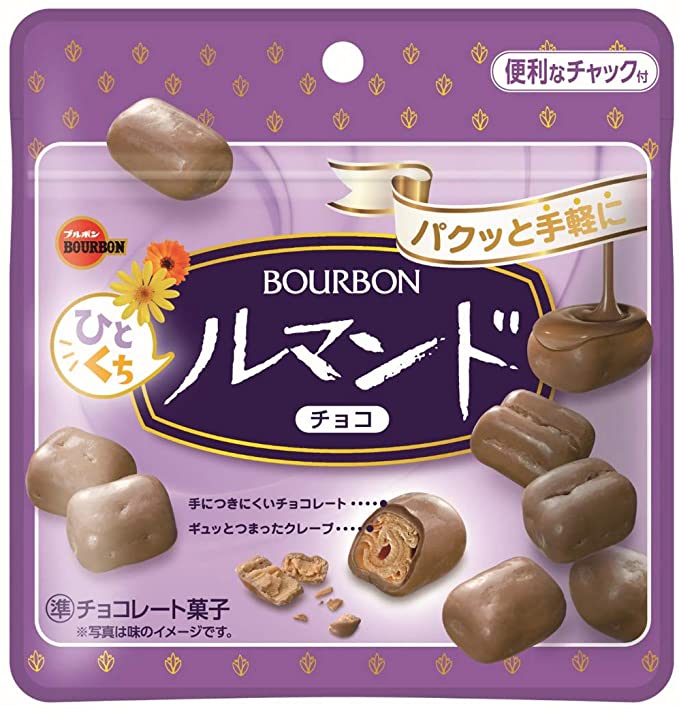 便利なチャック付
パクッと手軽に
ブルボン
BOURBON
BOURBON
ひとくち
ルマンド
チョコ
手につきにくいチョコレート
ギュッとつまったクレープ
準チョコレート菓子
※写真は味のイメージです。